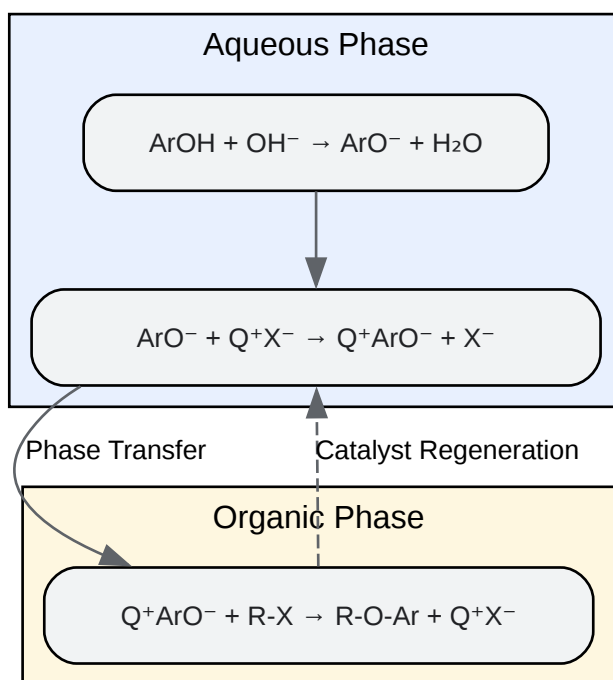 Aqueous Phase
ArOH + OH⁻ → ArO⁻ + H₂O
ArO⁻ + Q⁺X⁻ → Q⁺ArO⁻ + X⁻
Phase Transfer
Catalyst Regeneration
Organic Phase
Q⁺ArO⁻ + R-X → R-O-Ar + Q⁺X⁻